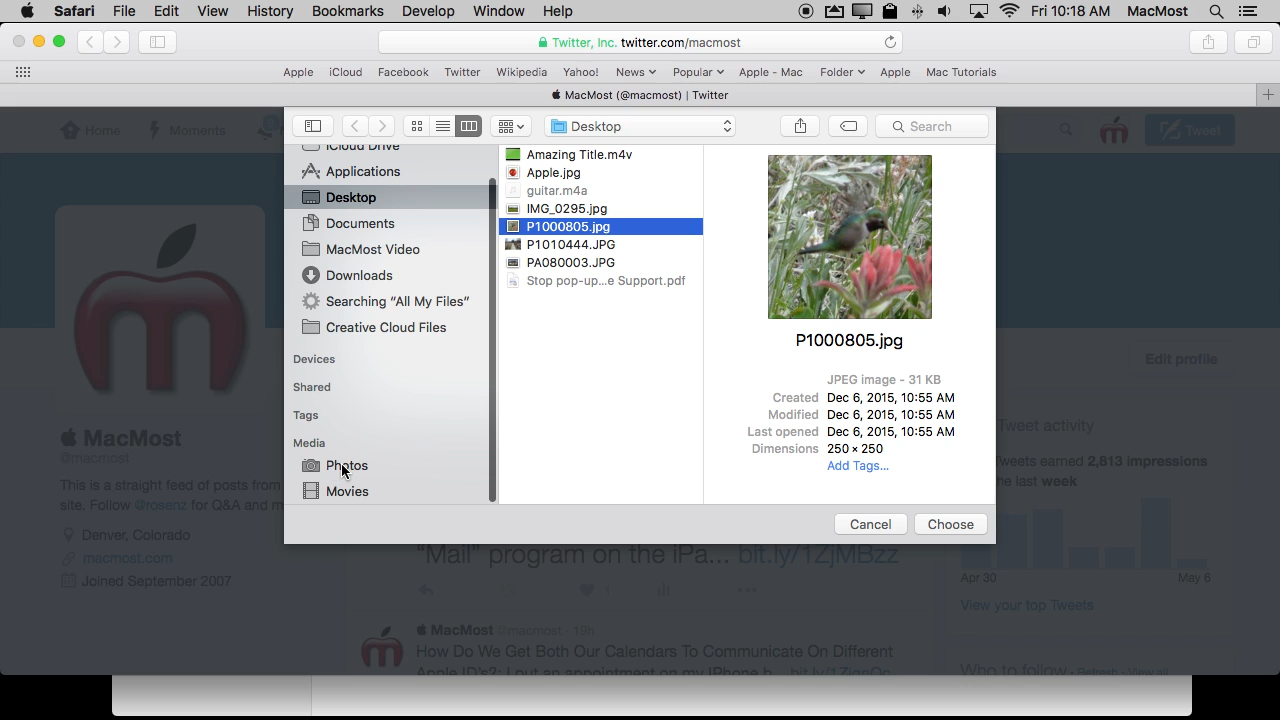 Safari File Edit View History Bookmarks Develop Window Help Fri 10:18 AM MacMost
Twitter, Inc. twitter.com/macmost
Apple iCloud Facebook Twitter Wikipedia Yahoo! News Popular Apple - Mac Folder Apple Mac Tutorials
MacMost (@macmost) | Twitter
Home Moments Tweet
Desktop Search
iCloud Drive
Applications
Desktop
Documents
MacMost Video
Downloads
Searching “All My Files”
Creative Cloud Files
Devices
Shared
Tags
Media
Photos
Movies
Amazing Title.m4v
Apple.jpg
guitar.m4a
IMG_0295.jpg
P1000805.jpg
P1010444.JPG
PA080003.JPG
Stop pop-up...e Support.pdf
P1000805.jpg
JPEG image - 31 KB
Created Dec 6, 2015, 10:55 AM
Modified Dec 6, 2015, 10:55 AM
Last opened Dec 6, 2015, 10:55 AM
Dimensions 250 × 250
Add Tags...
Cancel Choose
MacMost
@macmost
This is a straight feed of posts from
site. Follow @rosenz for Q&A and m
Denver, Colorado
macmost.com
Joined September 2007
Edit profile
Tweet activity
Tweets earned 2,813 impressions
the last week
Apr 30 May 6
View your top Tweets
Who to follow · Refresh · View all
"Mail" program on the iPa... bit.ly/1ZjMBzz
MacMost @macmost · 19h
How Do We Get Both Our Calendars To Communicate On Different
Apple ID's?: I put an appointment on my iPhone b...